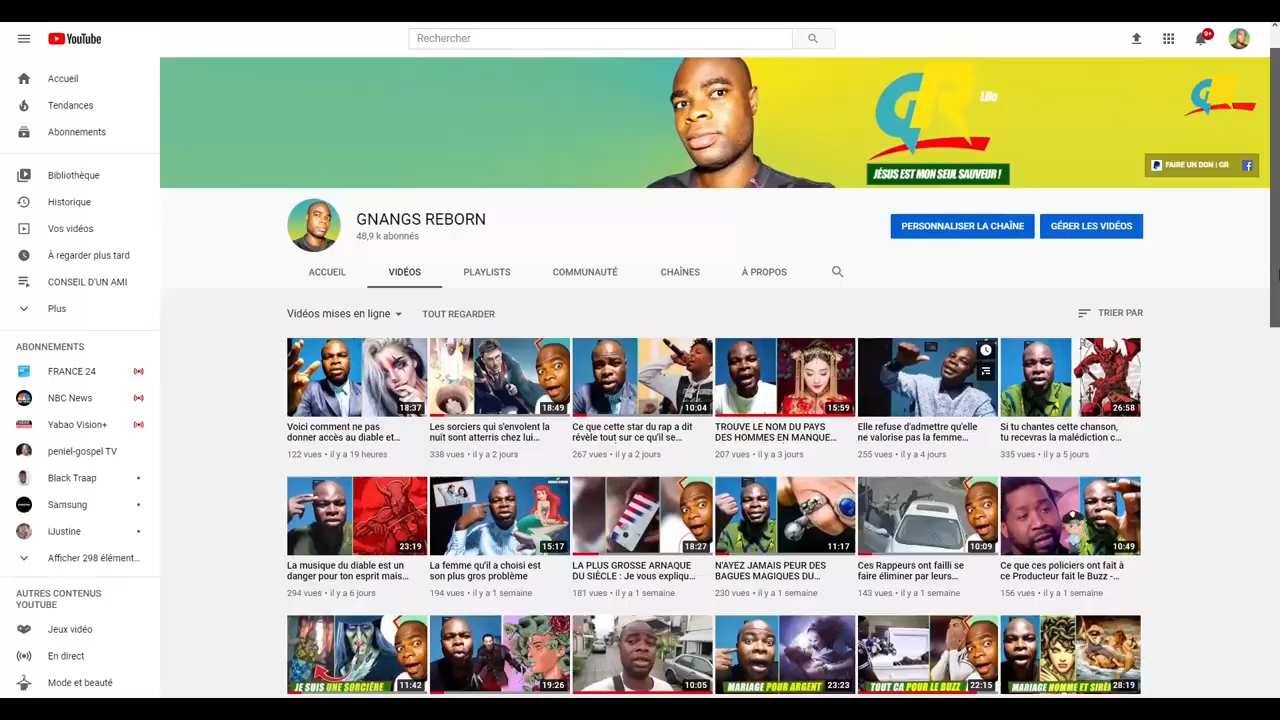 YouTube
Rechercher
9+
Accueil
Tendances
Abonnements
Bibliothèque
Historique
Vos vidéos
À regarder plus tard
CONSEIL D'UN AMI
Plus
ABONNEMENTS
FRANCE 24
NBC News
Yabao Vision+
peniel-gospel TV
Black Traap
Samsung
iJustine
Afficher 298 élément...
AUTRES CONTENUS
YOUTUBE
Jeux vidéo
En direct
Mode et beauté
GR
JÉSUS EST MON SEUL SAUVEUR !
FAIRE UN DON | GR
GNANGS REBORN
48,9 k abonnés
PERSONNALISER LA CHAÎNE
GÉRER LES VIDÉOS
ACCUEIL
VIDÉOS
PLAYLISTS
COMMUNAUTÉ
CHAÎNES
À PROPOS
Vidéos mises en ligne
TOUT REGARDER
TRIER PAR
18:37
18:49
10:04
15:59
26:58
Voici comment ne pas
donner accès au diable et...
122 vues • il y a 19 heures
Les sorciers qui s'envolent la
nuit sont atterris chez lui...
338 vues • il y a 2 jours
Ce que cette star du rap a dit
révèle tout sur ce qu'il se...
267 vues • il y a 2 jours
TROUVE LE NOM DU PAYS
DES HOMMES EN MANQUE...
207 vues • il y a 3 jours
Elle refuse d'admettre qu'elle
ne valorise pas la femme...
255 vues • il y a 4 jours
Si tu chantes cette chanson,
tu recevras la malédiction c...
335 vues • il y a 5 jours
23:19
15:17
18:27
11:17
10:09
10:49
La musique du diable est un
danger pour ton esprit mais...
294 vues • il y a 6 jours
La femme qu'il a choisi est
son plus gros problème
194 vues • il y a 1 semaine
LA PLUS GROSSE ARNAQUE
DU SIÈCLE : Je vous expliqu...
181 vues • il y a 1 semaine
N'AYEZ JAMAIS PEUR DES
BAGUES MAGIQUES DU...
230 vues • il y a 1 semaine
Ces Rappeurs ont failli se
faire éliminer par leurs...
143 vues • il y a 1 semaine
Ce que ces policiers ont fait à
ce Producteur fait le Buzz -...
156 vues • il y a 1 semaine
JE SUIS UNE SORCIÈRE
11:42
19:26
10:05
MARIAGE POUR ARGENT
23:23
TOUT CA POUR LE BUZZ
22:15
MARIAGE HOMME ET SIRÈ
28:19